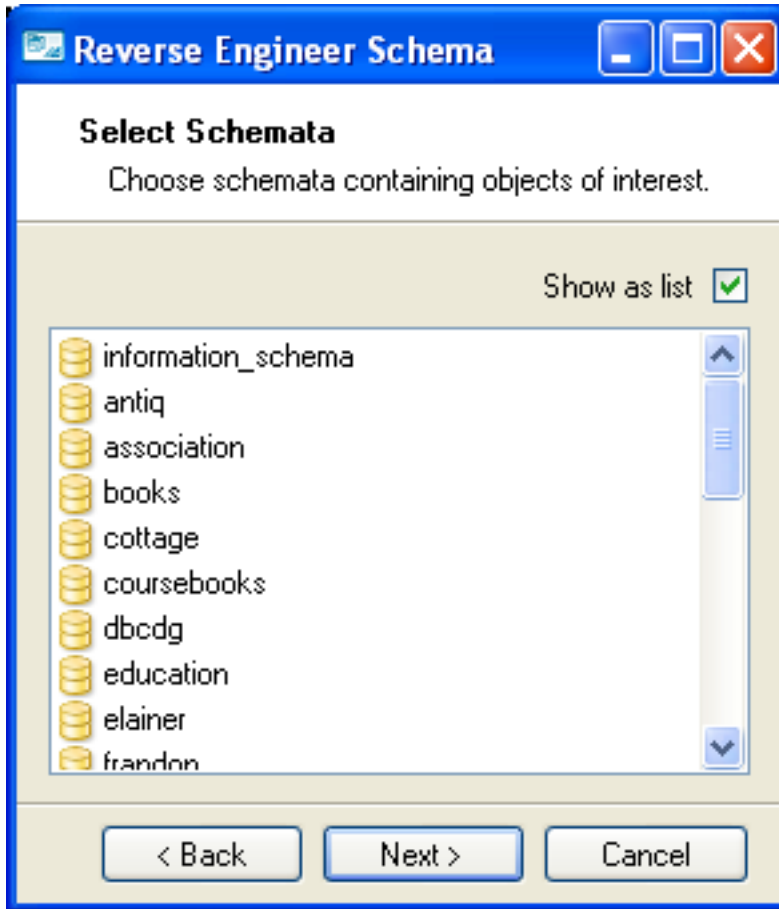 Reverse Engineer Schema
Select Schemata
Choose schemata containing objects of interest.
Show as list
information_schema
antiq
association
books
cottage
coursebooks
dbcdg
education
elainer
frandon
< Back
Next >
Cancel